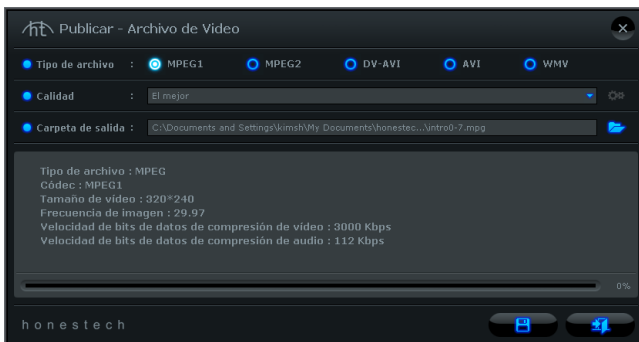 ht Publicar - Archivo de Video
Tipo de archivo : MPEG1 MPEG2 DV-AVI AVI WMV
Calidad : El mejor
Carpeta de salida : C:\Documents and Settings\kimsh\My Documents\honestec...\intro0-7.mpg
Tipo de archivo : MPEG
Códec : MPEG1
Tamaño de vídeo : 320*240
Frecuencia de imagen : 29.97
Velocidad de bits de datos de compresión de vídeo : 3000 Kbps
Velocidad de bits de datos de compresión de audio : 112 Kbps
0%
honestech